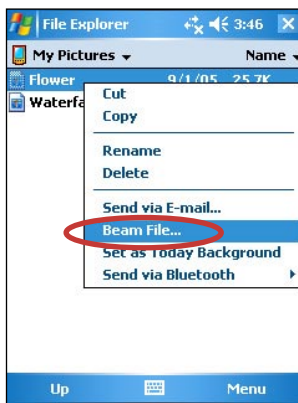 File Explorer 3:46
My Pictures Name
Flower 9/1/05 25.7K
Waterfa
Cut
Copy
Rename
Delete
Send via E-mail...
Beam File...
Set as Today Background
Send via Bluetooth
Up Menu